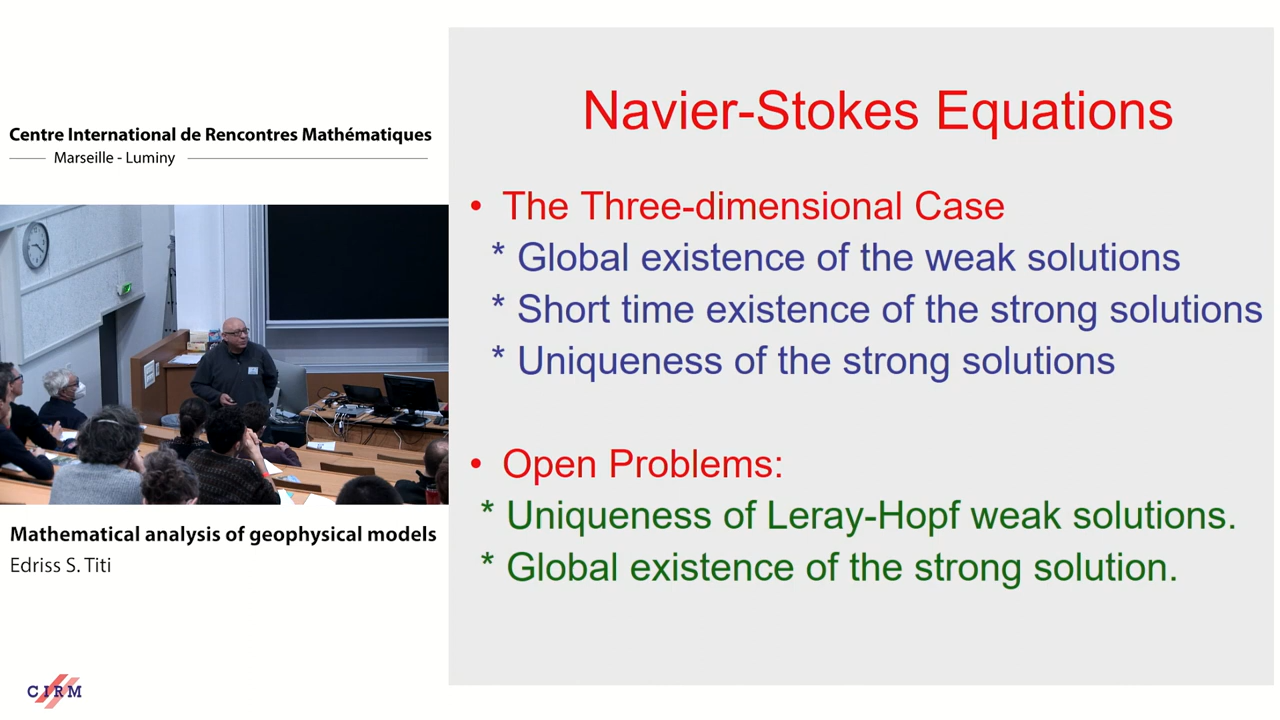 Centre International de Rencontres Mathématiques
Marseille - Luminy
Mathematical analysis of geophysical models
Edriss S. Titi
CIRM
Navier-Stokes Equations
• The Three-dimensional Case
* Global existence of the weak solutions
* Short time existence of the strong solutions
* Uniqueness of the strong solutions
• Open Problems:
* Uniqueness of Leray-Hopf weak solutions.
* Global existence of the strong solution.